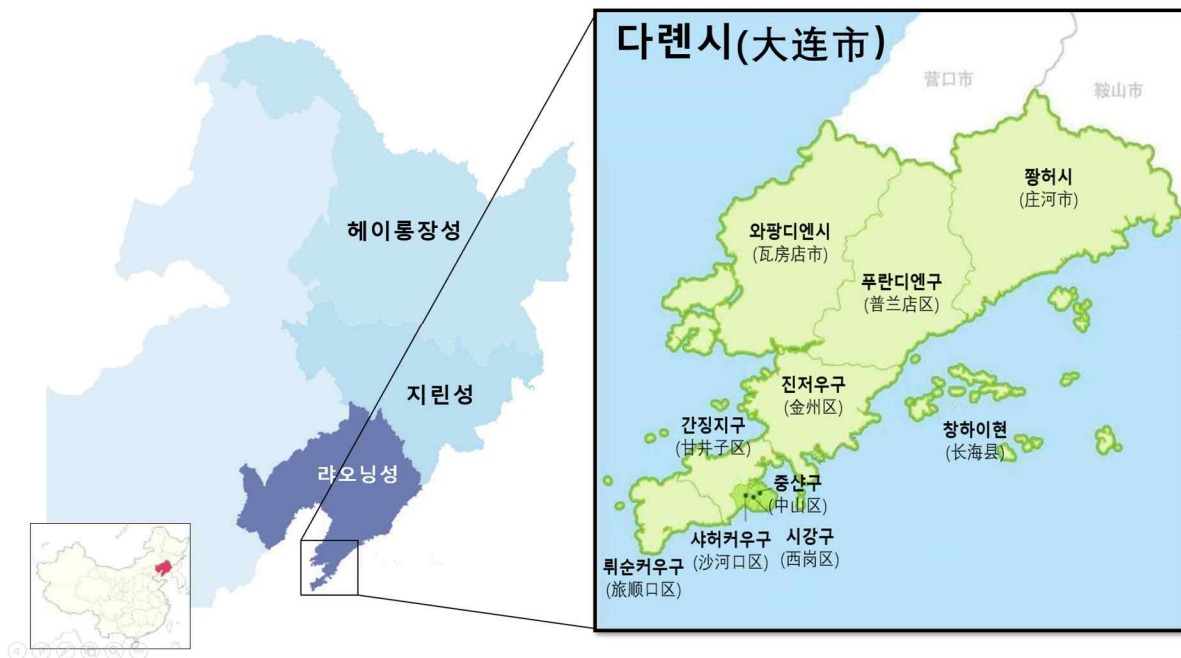 다롄시(大连市)
营口市
鞍山市
헤이룽장성
지린성
랴오닝성
쫭허시
(庄河市)
와팡디엔시
(瓦房店市)
푸란디엔구
(普兰店区)
진저우구
(金州区)
간징지구
(甘井子区)
창하이현
(长海县)
중샨구
(中山区)
샤허커우구
(沙河口区)
시강구
(西岗区)
뤼순커우구
(旅顺口区)